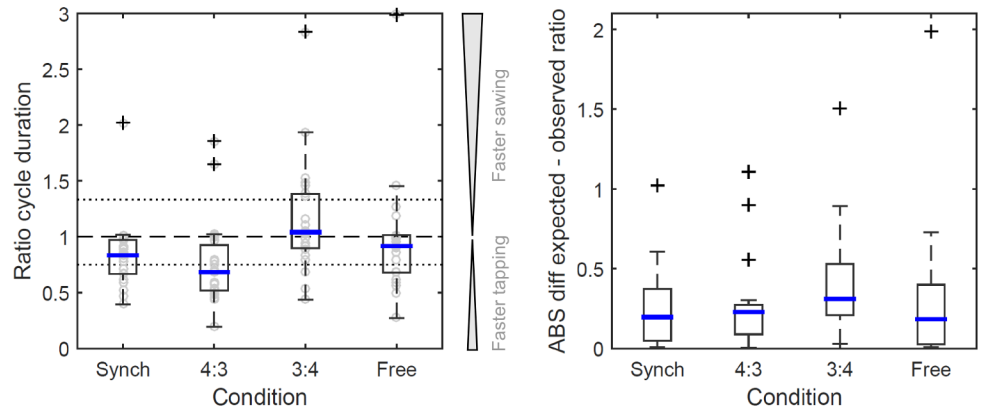 Ratio cycle duration
3
2.5
2
1.5
1
0.5
0
Synch 4:3 3:4 Free
Condition
Faster sawing
Faster tapping
ABS diff expected - observed ratio
2
1.5
1
0.5
0
Synch 4:3 3:4 Free
Condition